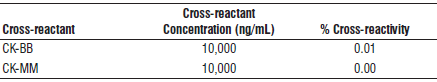 Cross-reactant
Cross-reactant Concentration (ng/mL) % Cross-reactivity
CK-BB 10,000 0.01
CK-MM 10,000 0.00